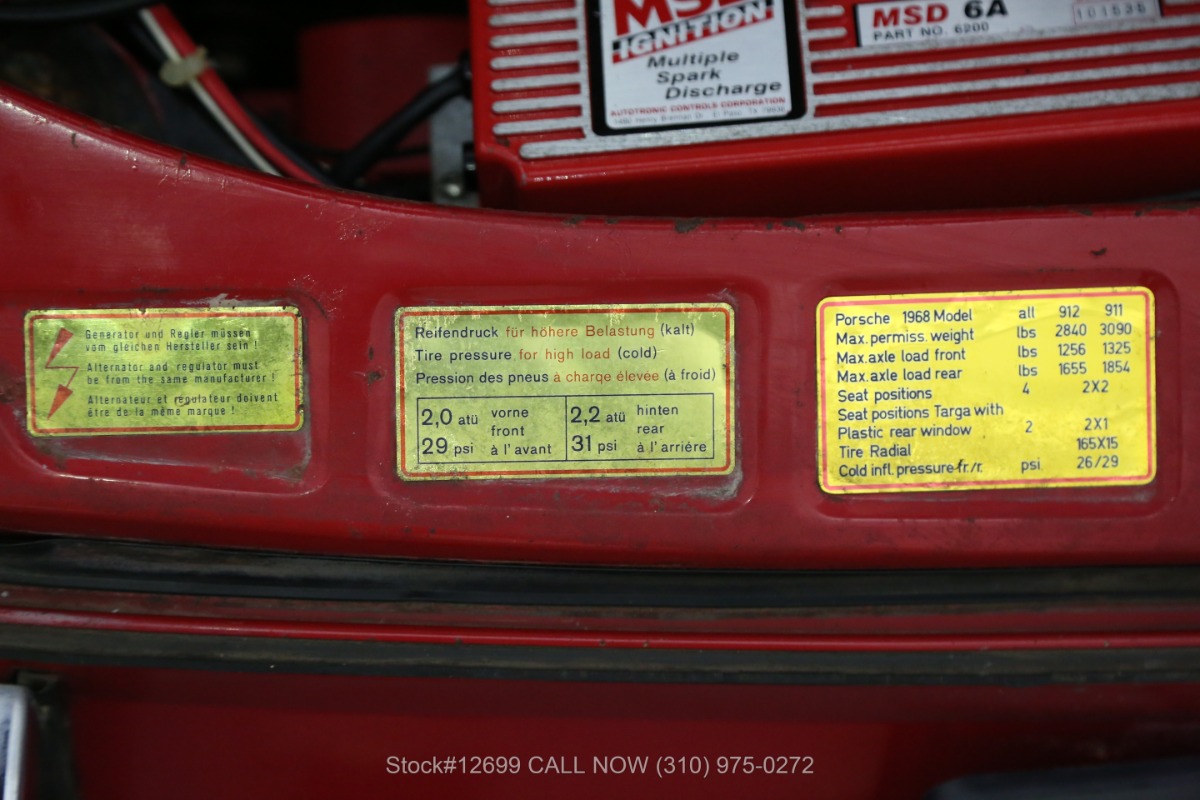 MSD
IGNITION
Multiple
Spark
Discharge
AUTOTRONIC CONTROLS CORPORATION
MSD 6A
PART NO. 6200
Generator und Regler müssen
vom gleichen Hersteller sein !
Alternator and regulator must
be from the same manufacturer !
Alternateur et régulateur doivent
être de la même marque !
Reifendruck für höhere Belastung (kalt)
Tire pressure for high load (cold)
Pression des pneus à charge élevée (à froid)
2,0 atü vorne
front
29 psi à l'avant
2,2 atü hinten
rear
31 psi à l'arriére
Porsche 1968 Model all 912 911
Max. permiss. weight lbs 2840 3090
Max. axle load front lbs 1256 1325
Max. axle load rear lbs 1655 1854
Seat positions 4 2X2
Seat positions Targa with
Plastic rear window 2 2X1
Tire Radial 165X15
Cold infl. pressure fr./r. psi 26/29
Stock#12699 CALL NOW (310) 975-0272